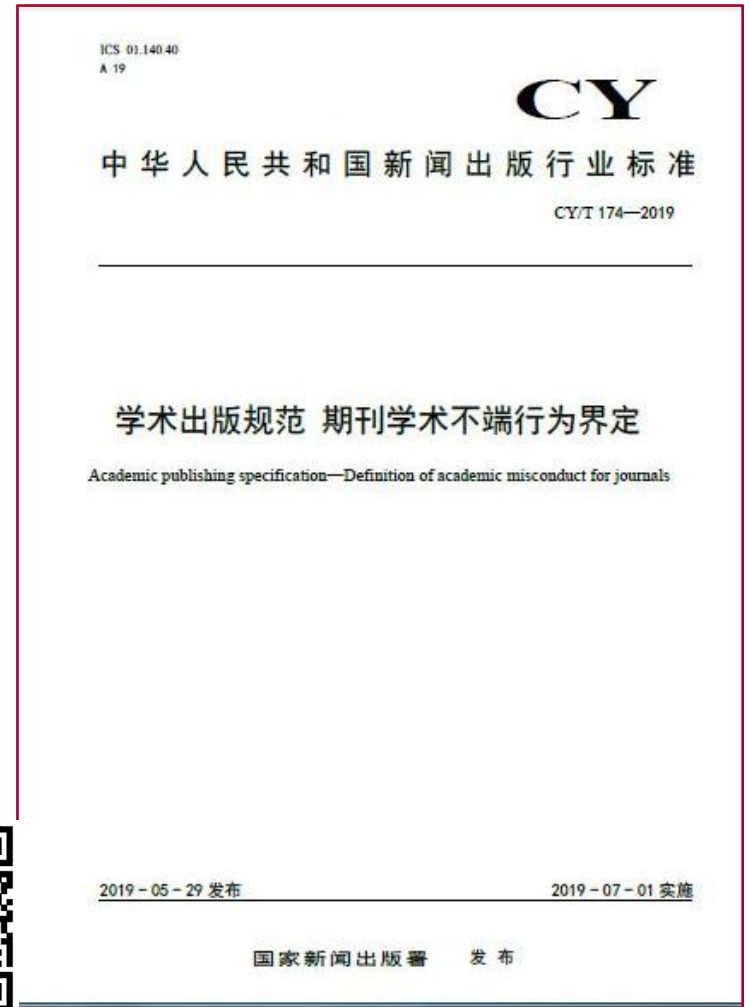 ICS 01.140.40
A 19
CY
中华人民共和国新闻出版行业标准
CY/T 174—2019
学术出版规范 期刊学术不端行为界定
Academic publishing specification—Definition of academic misconduct for journals
2019-05-29 发布
2019-07-01 实施
国家新闻出版署 发布